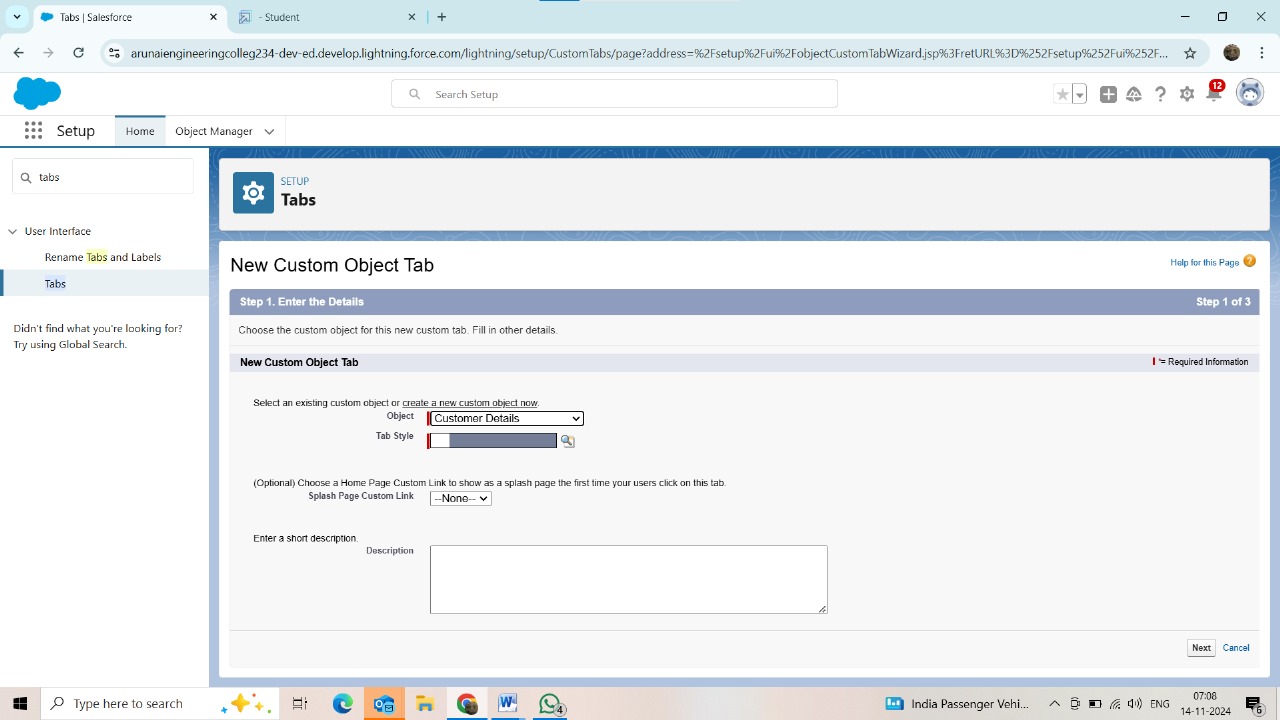 Tabs | Salesforce
- Student
arunaiengineeringcolleg234-dev-ed.develop.lightning.force.com/lightning/setup/CustomTabs/page?address=%2Fsetup%2Fui%2FobjectCustomTabWizard.jsp%3FretURL%3D%252Fsetup%252Fui%252F...
Search Setup
12
Setup
Home
Object Manager
tabs
SETUP
Tabs
User Interface
Rename Tabs and Labels
Tabs
Didn't find what you're looking for?
Try using Global Search.
New Custom Object Tab
Help for this Page
Step 1. Enter the Details
Step 1 of 3
Choose the custom object for this new custom tab. Fill in other details.
New Custom Object Tab
= Required Information
Select an existing custom object or create a new custom object now.
Object
Customer Details
Tab Style
(Optional) Choose a Home Page Custom Link to show as a splash page the first time your users click on this tab.
Splash Page Custom Link
--None--
Enter a short description.
Description
Next
Cancel
Type here to search
4
India Passenger Vehi...
ENG
07:08
14-11-2024
6